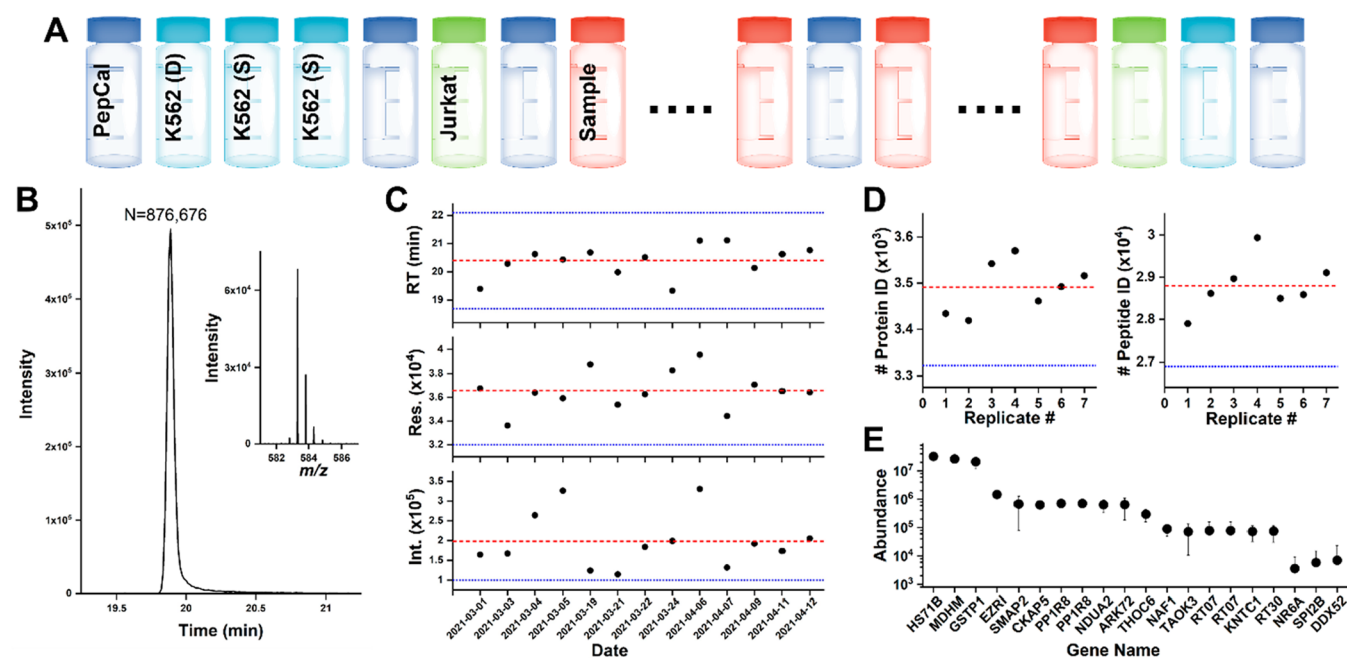 A
PepCal
K562 (D)
K562 (S)
K562 (S)
Jurkat
Sample
B
N=876,676
5x10⁵
4x10⁵
3x10⁵
2x10⁵
1x10⁵
0
Intensity
19.5
20
20.5
21
Time (min)
6x10⁴
3x10⁴
0
Intensity
582
584
586
m/z
C
22
21
20
19
RT (min)
4
3.8
3.6
3.4
3.2
Res. (x10⁴)
3.5
3
2.5
2
1.5
1
Int. (x10⁵)
2021-03-01
2021-03-03
2021-03-04
2021-03-05
2021-03-19
2021-03-21
2021-03-22
2021-03-24
2021-04-06
2021-04-07
2021-04-09
2021-04-11
2021-04-12
Date
D
3.6
3.5
3.4
3.3
# Protein ID (x10³)
0 1 2 3 4 5 6 7
Replicate #
3
2.9
2.8
2.7
# Peptide ID (x10⁴)
0 1 2 3 4 5 6 7
Replicate #
E
10⁷
10⁶
10⁵
10⁴
10³
Abundance
HS71B
MDHM
GSTP1
EZRI
SMAP2
CKAP5
PP1R8
PP1R8
NDUA2
ARK72
THOC6
NAF1
TAOK3
RT07
RT07
KNTC1
RT30
NR6A
SPI2B
DDX52
Gene Name